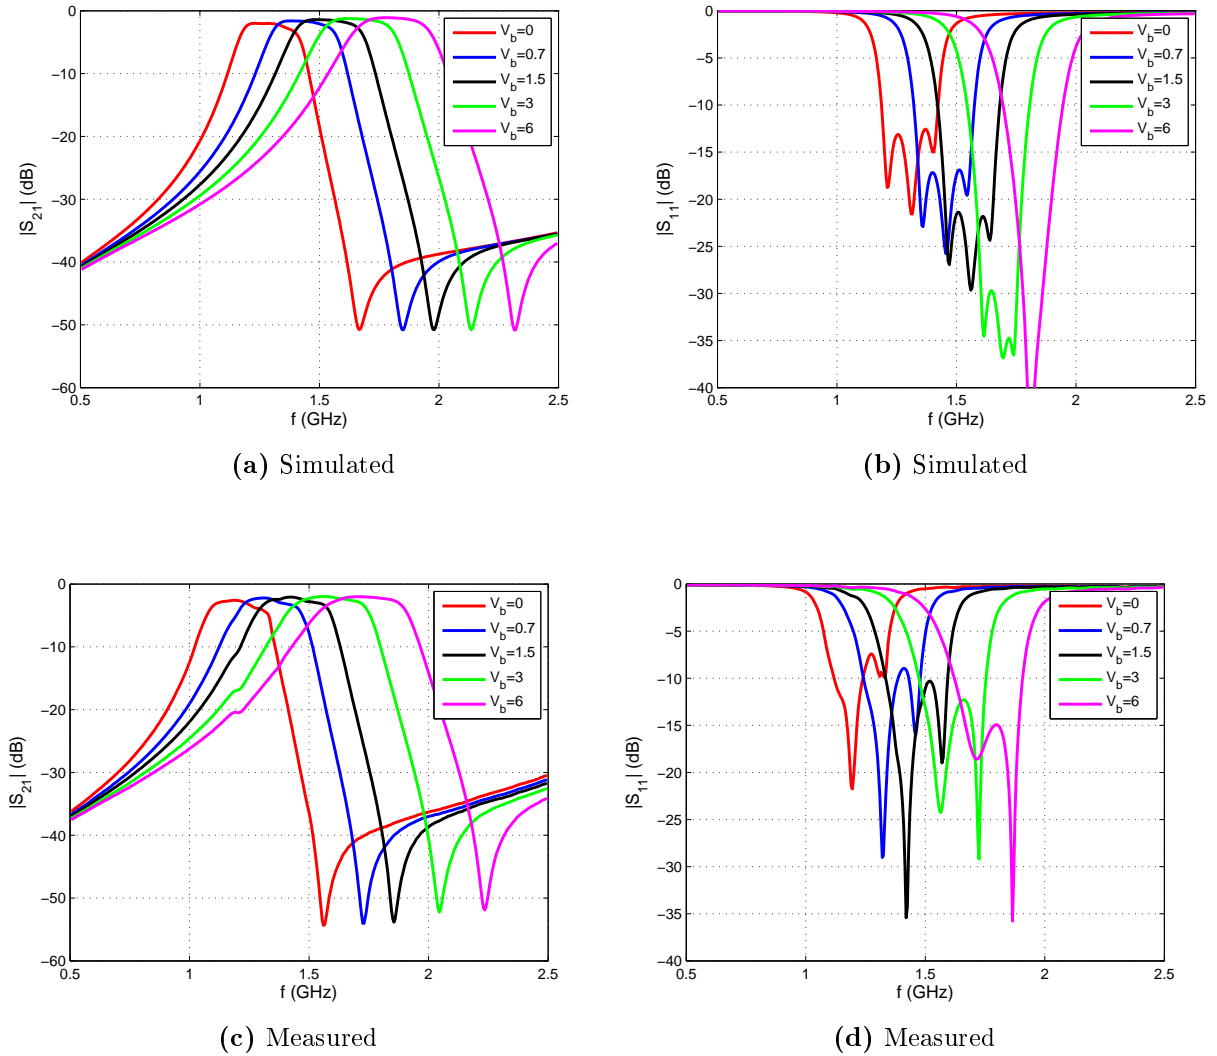 0
−10
−20
−30
−40
−50
−60
0.5
1
1.5
2
2.5
|S21| (dB)
f (GHz)
Vb=0
Vb=0.7
Vb=1.5
Vb=3
Vb=6
(a) Simulated
0
−5
−10
−15
−20
−25
−30
−35
−40
0.5
1
1.5
2
2.5
|S11| (dB)
f (GHz)
Vb=0
Vb=0.7
Vb=1.5
Vb=3
Vb=6
(b) Simulated
0
−10
−20
−30
−40
−50
−60
0.5
1
1.5
2
2.5
|S21| (dB)
f (GHz)
Vb=0
Vb=0.7
Vb=1.5
Vb=3
Vb=6
(c) Measured
0
−5
−10
−15
−20
−25
−30
−35
−40
0.5
1
1.5
2
2.5
|S11| (dB)
f (GHz)
Vb=0
Vb=0.7
Vb=1.5
Vb=3
Vb=6
(d) Measured